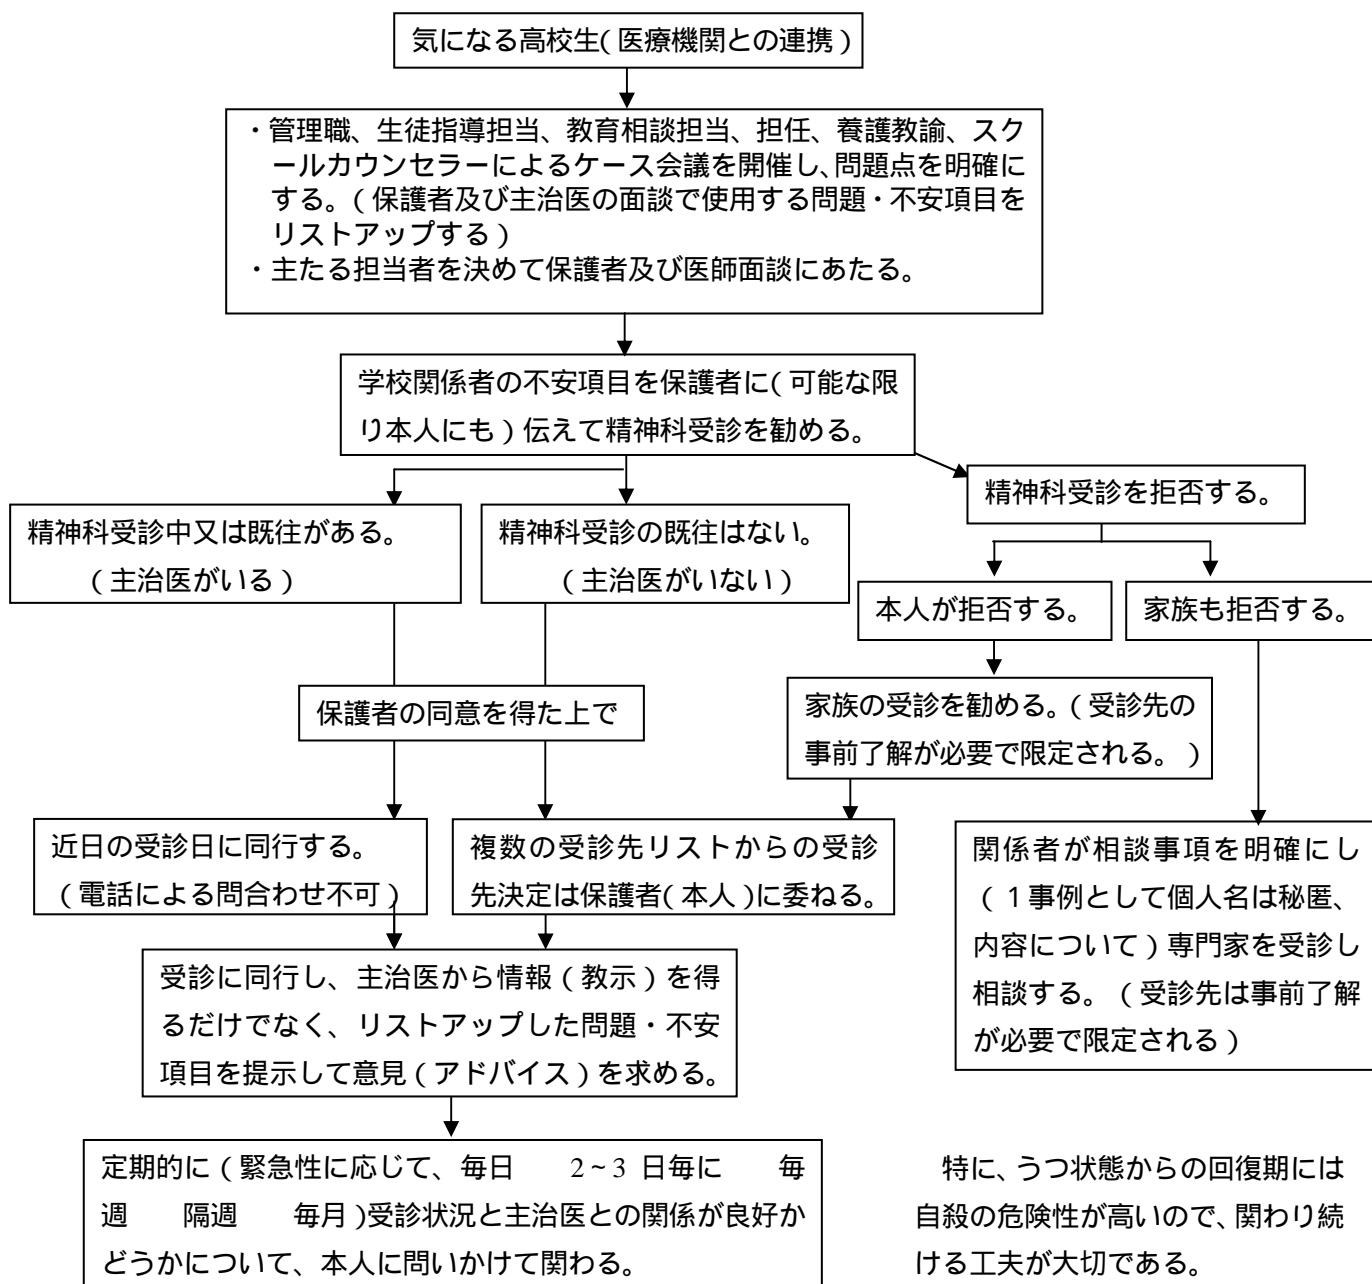 気になる高校生(医療機関との連携)
・管理職、生徒指導担当、教育相談担当、担任、養護教諭、スク
ールカウンセラーによるケース会議を開催し、問題点を明確に
する。(保護者及び主治医の面談で使用する問題・不安項目を
リストアップする)
・主たる担当者を決めて保護者及び医師面談にあたる。
学校関係者の不安項目を保護者に(可能な限
り本人にも)伝えて精神科受診を勧める。
精神科受診を拒否する。
精神科受診中又は既往がある。
(主治医がいる)
精神科受診の既往はない。
(主治医がいない)
本人が拒否する。
家族も拒否する。
保護者の同意を得た上で
家族の受診を勧める。(受診先の
事前了解が必要で限定される。)
近日の受診日に同行する。
(電話による問合わせ不可)
複数の受診先リストからの受診
先決定は保護者(本人)に委ねる。
関係者が相談事項を明確にし
(1事例として個人名は秘匿、
内容について)専門家を受診し
相談する。(受診先は事前了解
が必要で限定される)
受診に同行し、主治医から情報(教示)を得
るだけでなく、リストアップした問題・不安
項目を提示して意見(アドバイス)を求める。
定期的に(緊急性に応じて、毎日　2~3 日毎に　毎
週　隔週　毎月)受診状況と主治医との関係が良好か
どうかについて、本人に問いかけて関わる。
特に、うつ状態からの回復期には
自殺の危険性が高いので、関わり続
ける工夫が大切である。